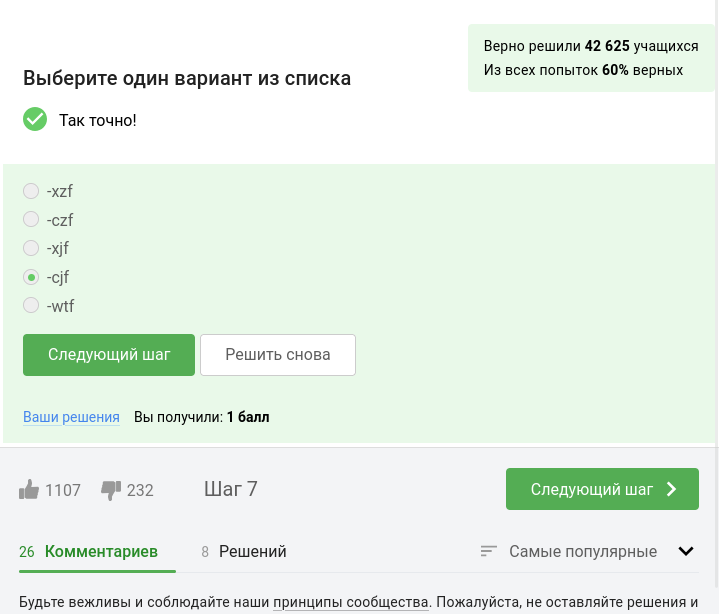 Верно решили 42 625 учащихся
Из всех попыток 60% верных
Выберите один вариант из списка
Так точно!
-xzf
-czf
-xjf
-cjf
-wtf
Следующий шаг
Решить снова
Ваши решения Вы получили: 1 балл
1107 232 Шаг 7 Следующий шаг
26 Комментариев 8 Решений Самые популярные
Будьте вежливы и соблюдайте наши принципы сообщества. Пожалуйста, не оставляйте решения и